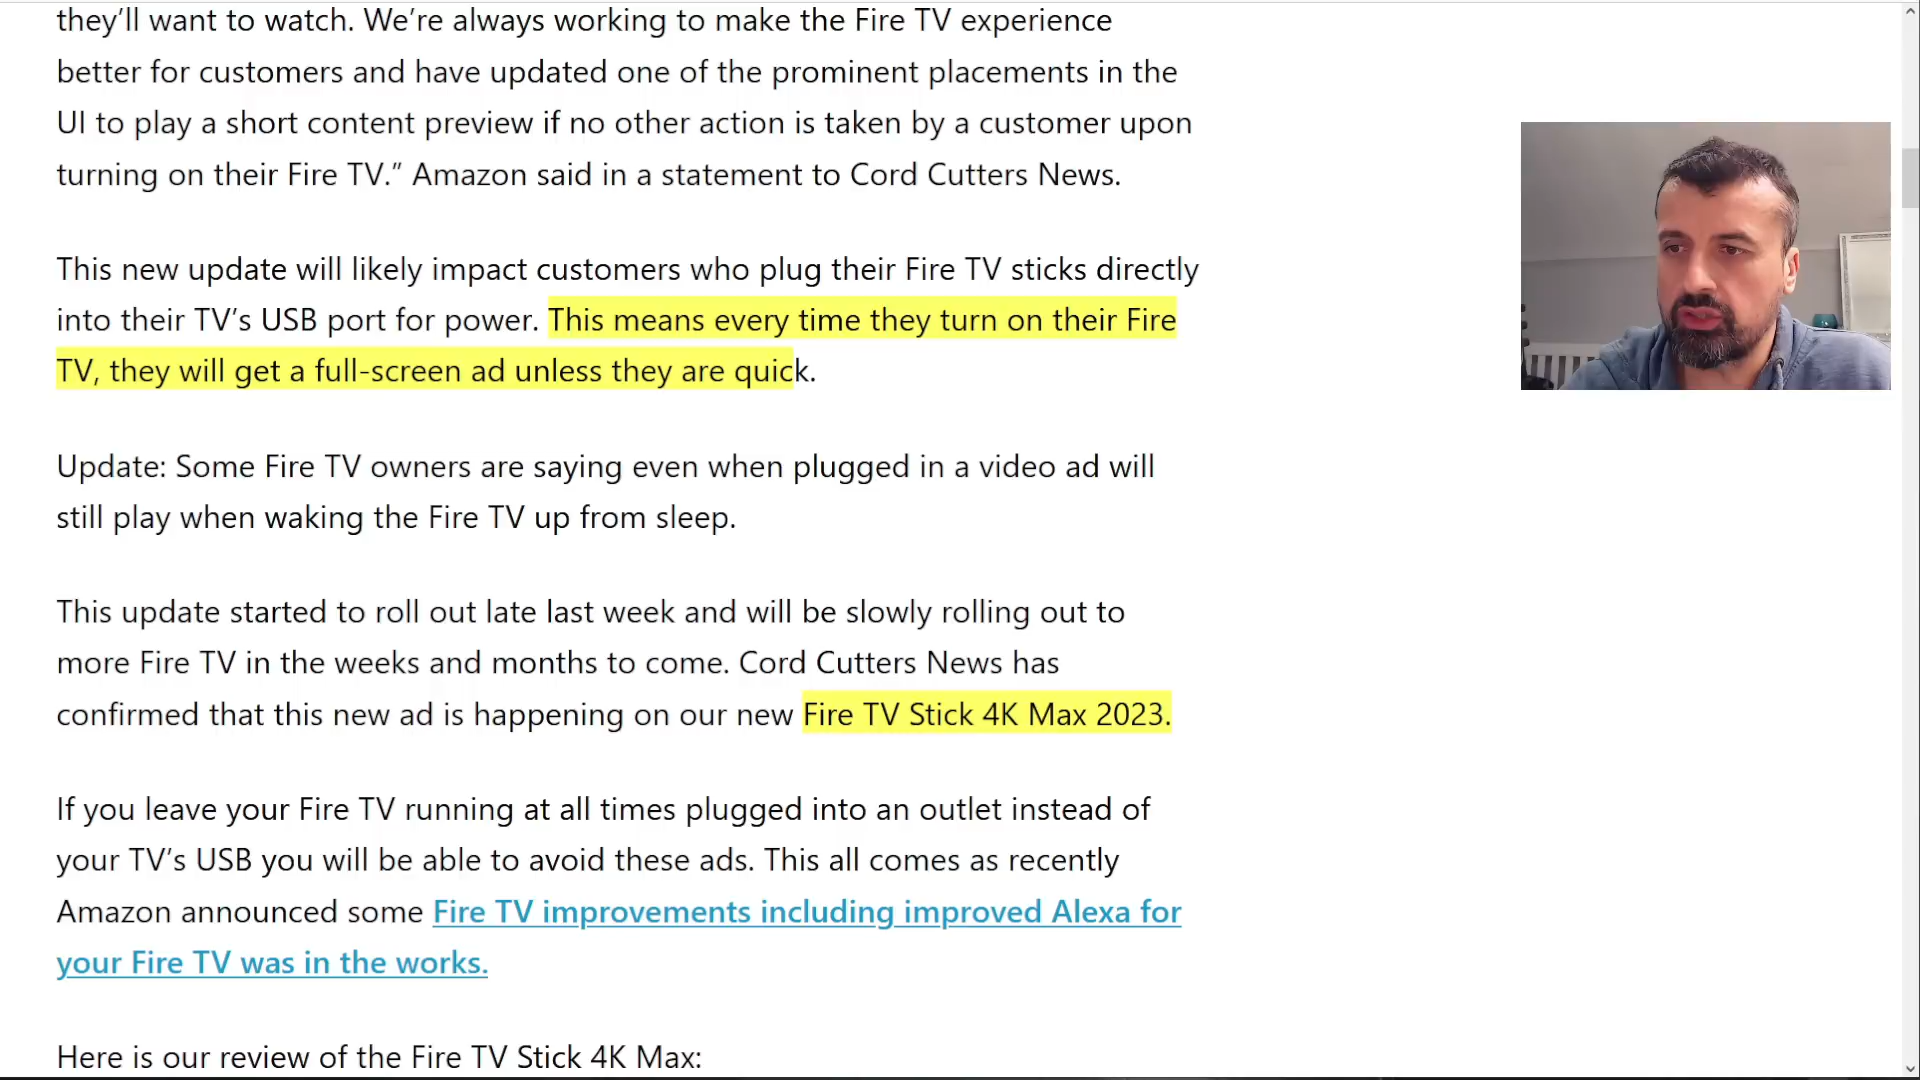 they’ll want to watch. We’re always working to make the Fire TV experience
better for customers and have updated one of the prominent placements in the
UI to play a short content preview if no other action is taken by a customer upon
turning on their Fire TV.” Amazon said in a statement to Cord Cutters News.
This new update will likely impact customers who plug their Fire TV sticks directly
into their TV’s USB port for power. This means every time they turn on their Fire
TV, they will get a full-screen ad unless they are quick.
Update: Some Fire TV owners are saying even when plugged in a video ad will
still play when waking the Fire TV up from sleep.
This update started to roll out late last week and will be slowly rolling out to
more Fire TV in the weeks and months to come. Cord Cutters News has
confirmed that this new ad is happening on our new Fire TV Stick 4K Max 2023.
If you leave your Fire TV running at all times plugged into an outlet instead of
your TV’s USB you will be able to avoid these ads. This all comes as recently
Amazon announced some Fire TV improvements including improved Alexa for
your Fire TV was in the works.
Here is our review of the Fire TV Stick 4K Max: